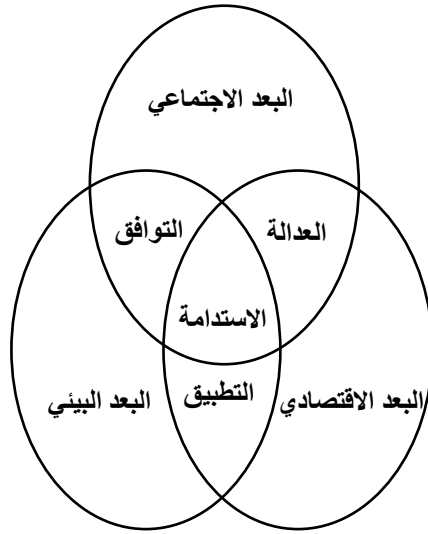 البعد الاجتماعي
العدالة
التوافق
الاستدامة
البعد الاقتصادي
التطبيق
البعد البيئي